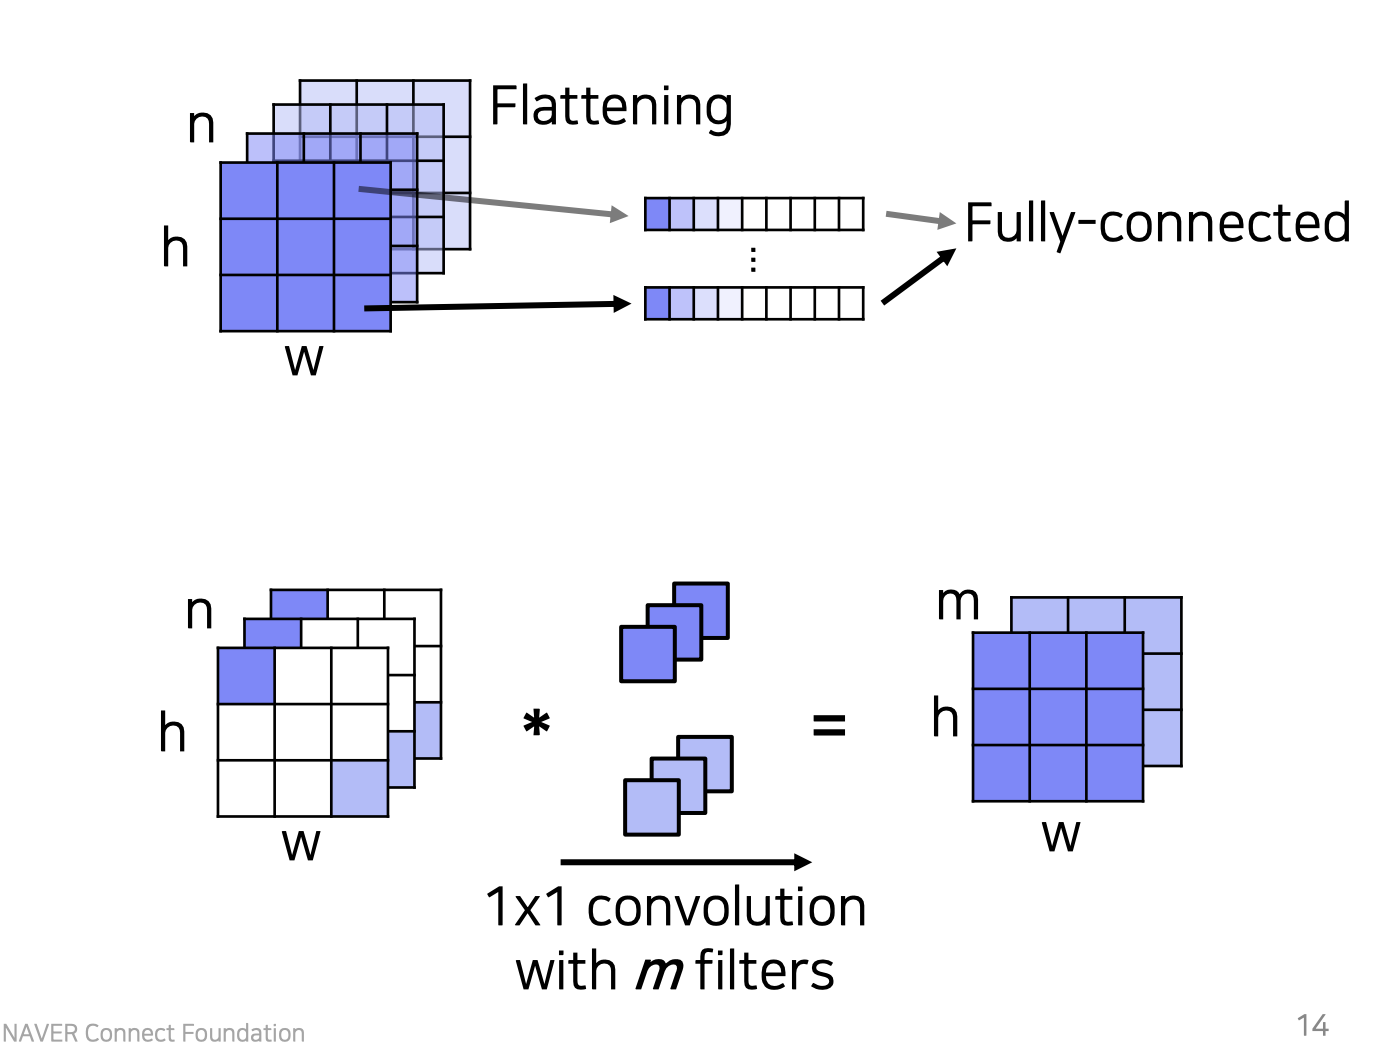 n
Flattening
h
w
⋮
Fully-connected
n
h
w
*
=
m
h
w
1x1 convolution
with m filters
NAVER Connect Foundation
14